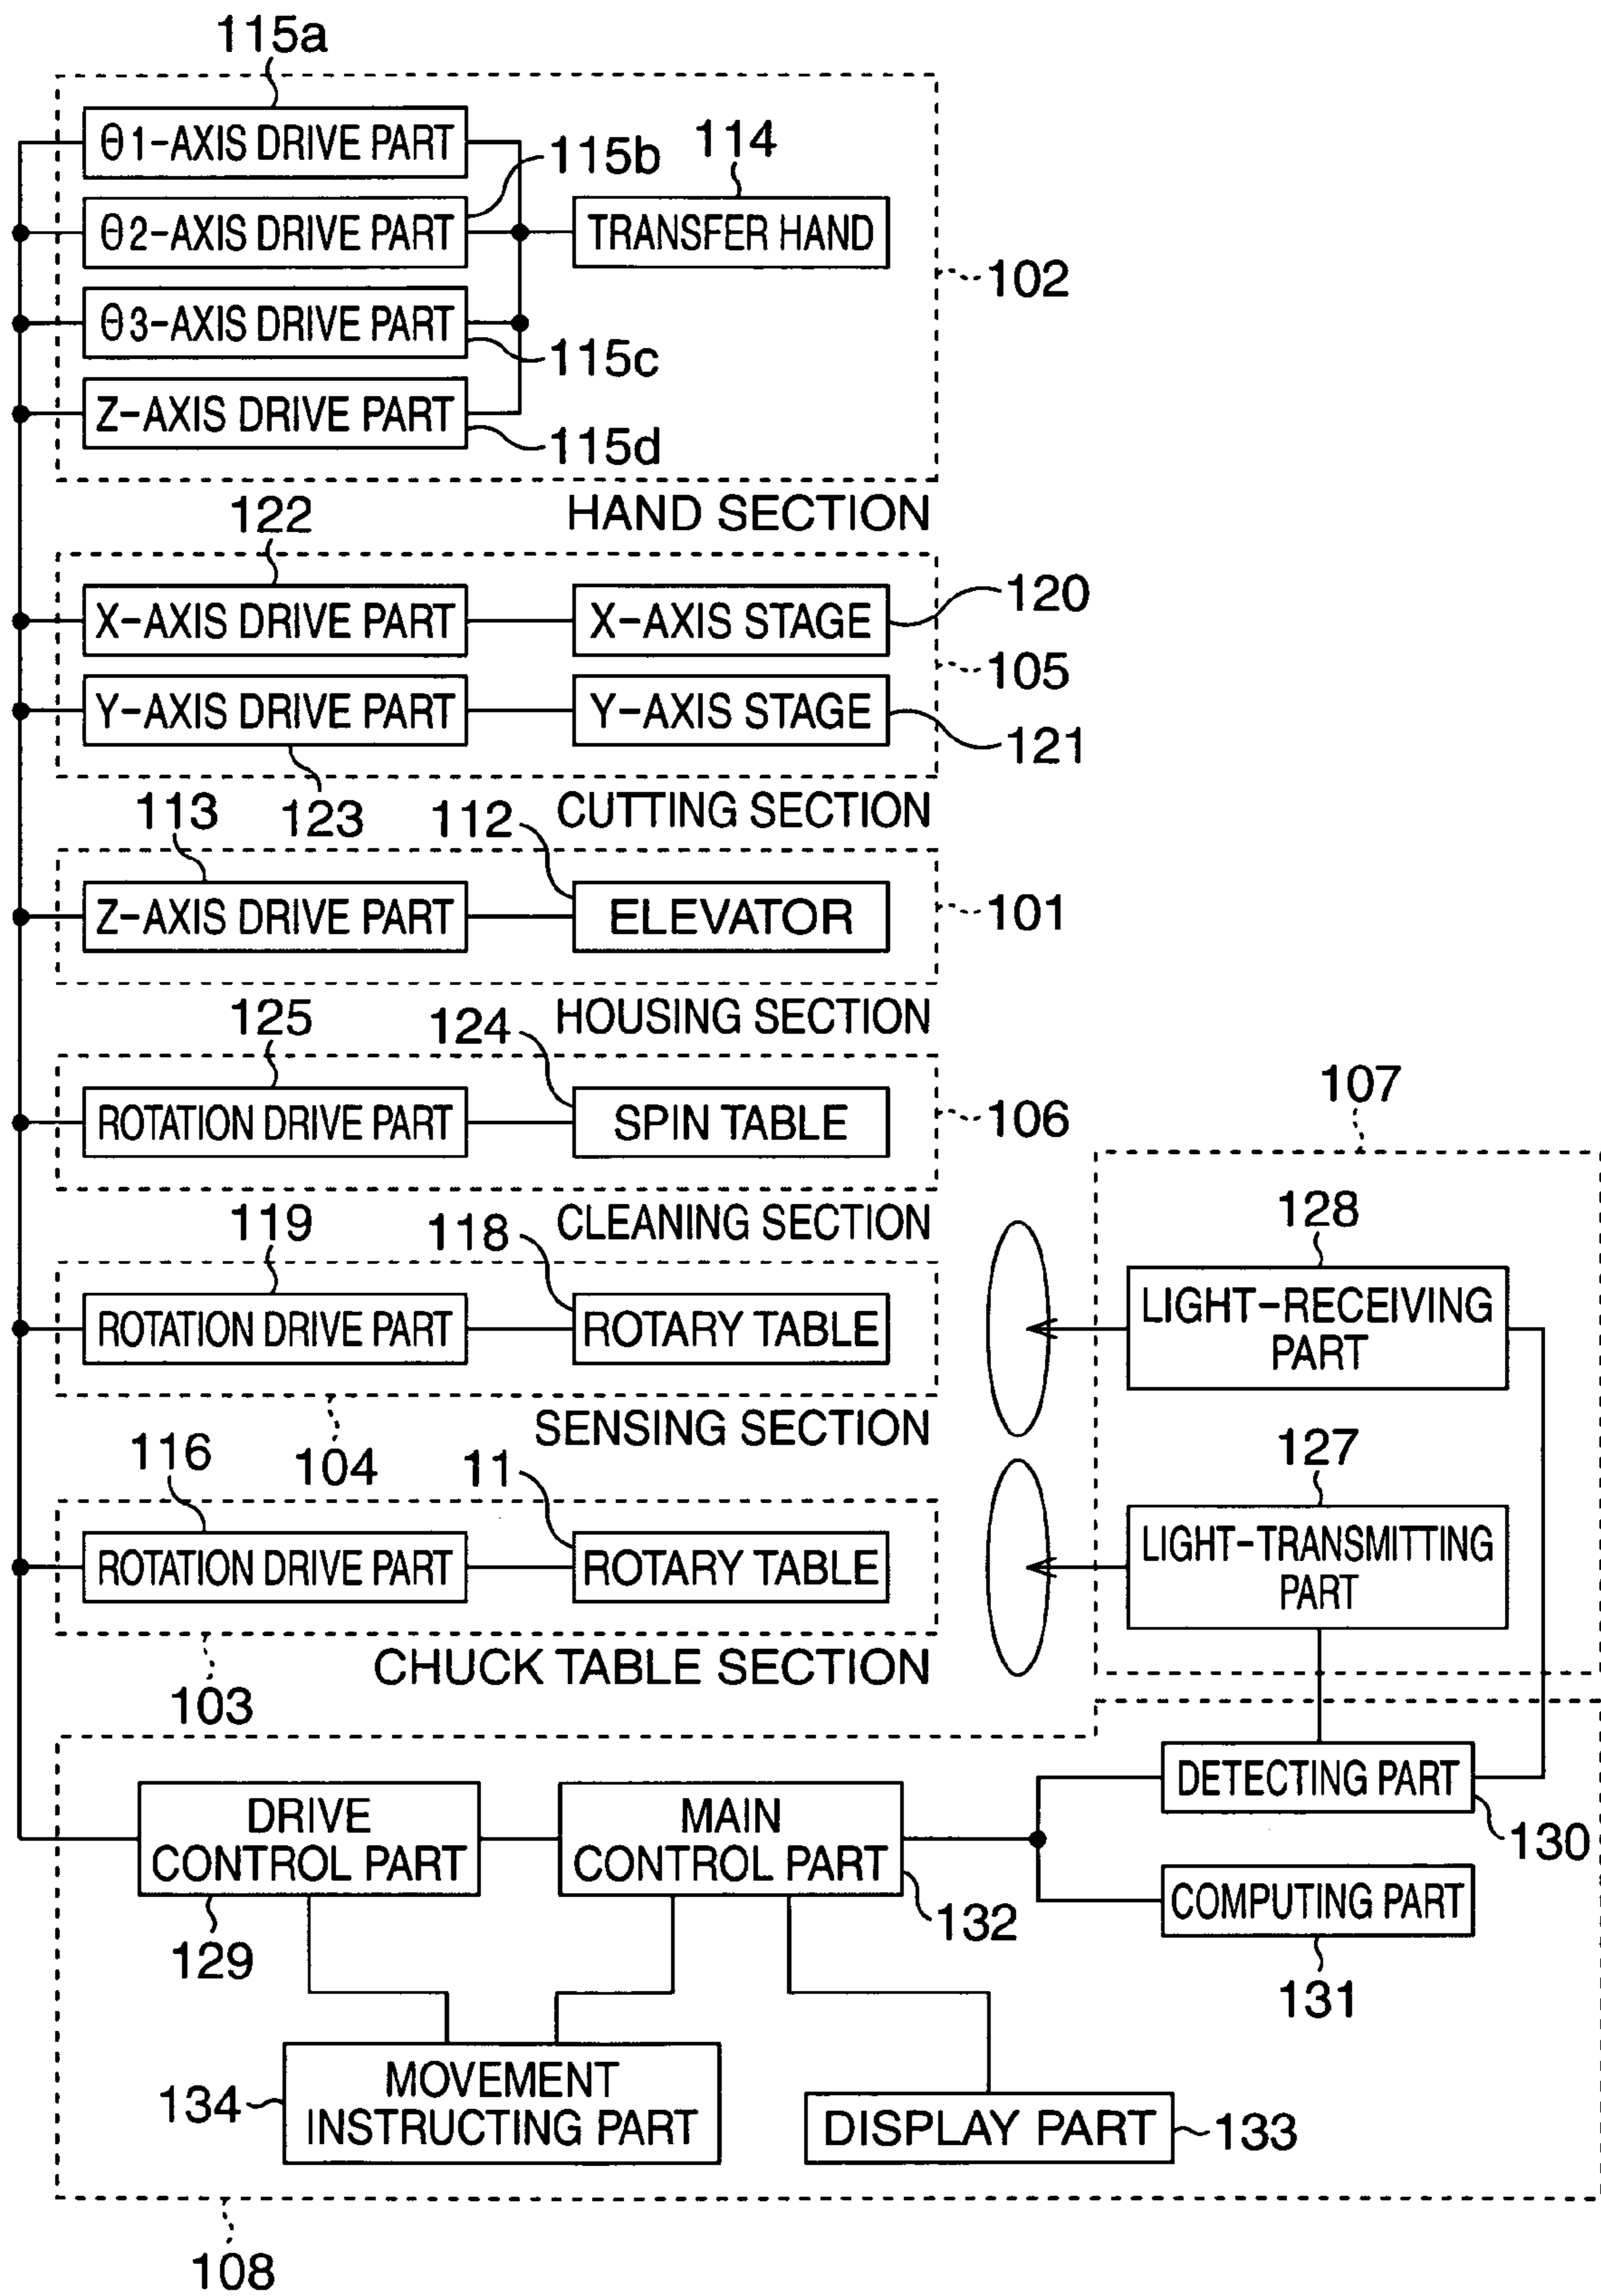 115a
θ1-AXIS DRIVE PART
115b
114
θ2-AXIS DRIVE PART
TRANSFER HAND
102
θ3-AXIS DRIVE PART
115c
Z-AXIS DRIVE PART
115d
HAND SECTION
122
X-AXIS DRIVE PART
X-AXIS STAGE
120
105
Y-AXIS DRIVE PART
Y-AXIS STAGE
121
123
CUTTING SECTION
113
112
Z-AXIS DRIVE PART
ELEVATOR
101
HOUSING SECTION
125
124
ROTATION DRIVE PART
SPIN TABLE
106
CLEANING SECTION
107
119
118
ROTATION DRIVE PART
ROTARY TABLE
128
LIGHT-RECEIVING
PART
104
SENSING SECTION
116
11
ROTATION DRIVE PART
ROTARY TABLE
127
LIGHT-TRANSMITTING
PART
103
CHUCK TABLE SECTION
DRIVE
CONTROL PART
129
MAIN
CONTROL PART
132
DETECTING PART
130
COMPUTING PART
131
MOVEMENT
INSTRUCTING PART
134
DISPLAY PART
133
108